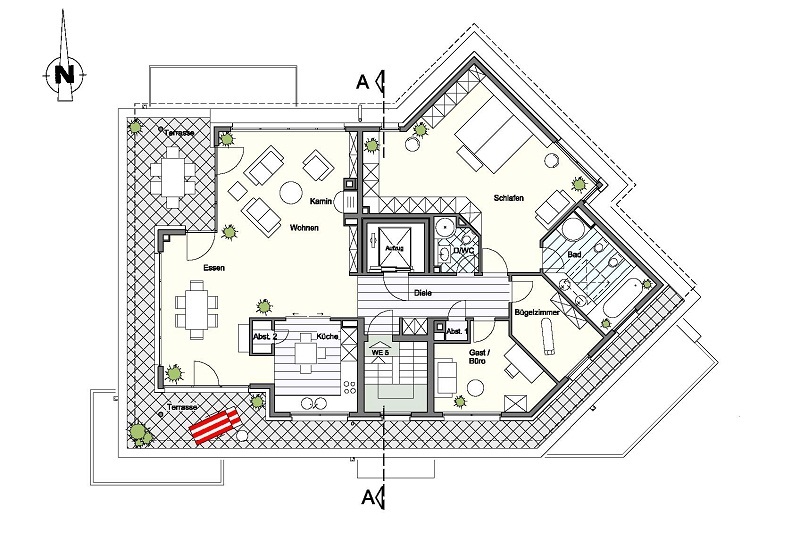 N
A
Terrasse
Kamin
Wohnen
Schlafen
Aufzug
D/WC
Bad
Essen
Diele
Bügelzimmer
Abst. 2
Küche
WE 5
Abst. 1
Gast /
Büro
Terrasse
A